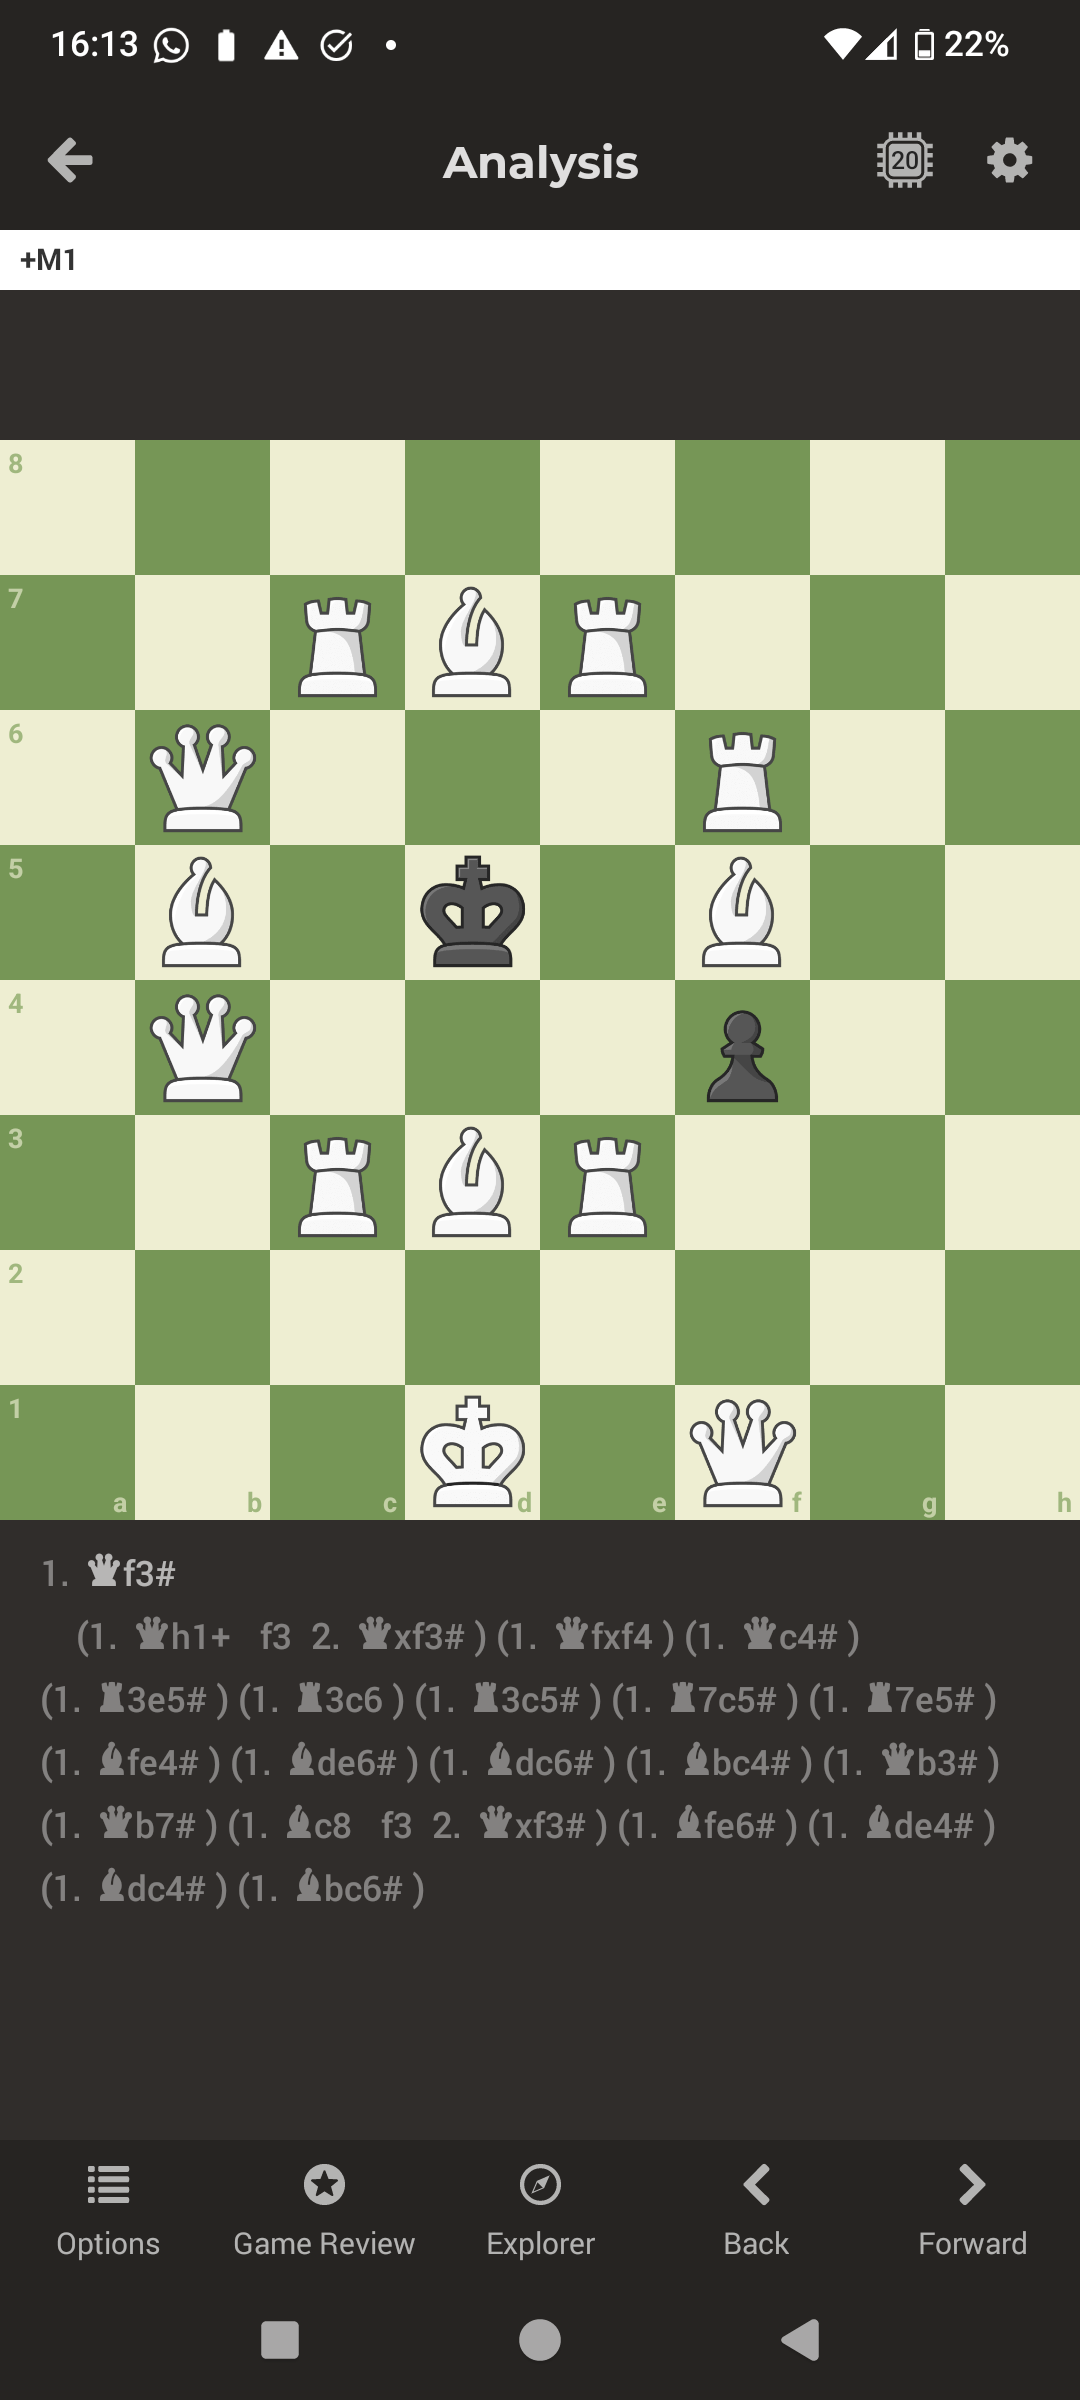 16:13
22%
Analysis
20
+M1
8
7
6
5
4
3
2
1
a b c d e f g h
1. ♛f3#
(1. ♛h1+ f3 2. ♛xf3# ) (1. ♛fxf4 ) (1. ♛c4# )
(1. ♜3e5# ) (1. ♜3c6 ) (1. ♜3c5# ) (1. ♜7c5# ) (1. ♜7e5# )
(1. ♝fe4# ) (1. ♝de6# ) (1. ♝dc6# ) (1. ♝bc4# ) (1. ♛b3# )
(1. ♛b7# ) (1. ♝c8 f3 2. ♛xf3# ) (1. ♝fe6# ) (1. ♝de4# )
(1. ♝dc4# ) (1. ♝bc6# )
Options Game Review Explorer Back Forward